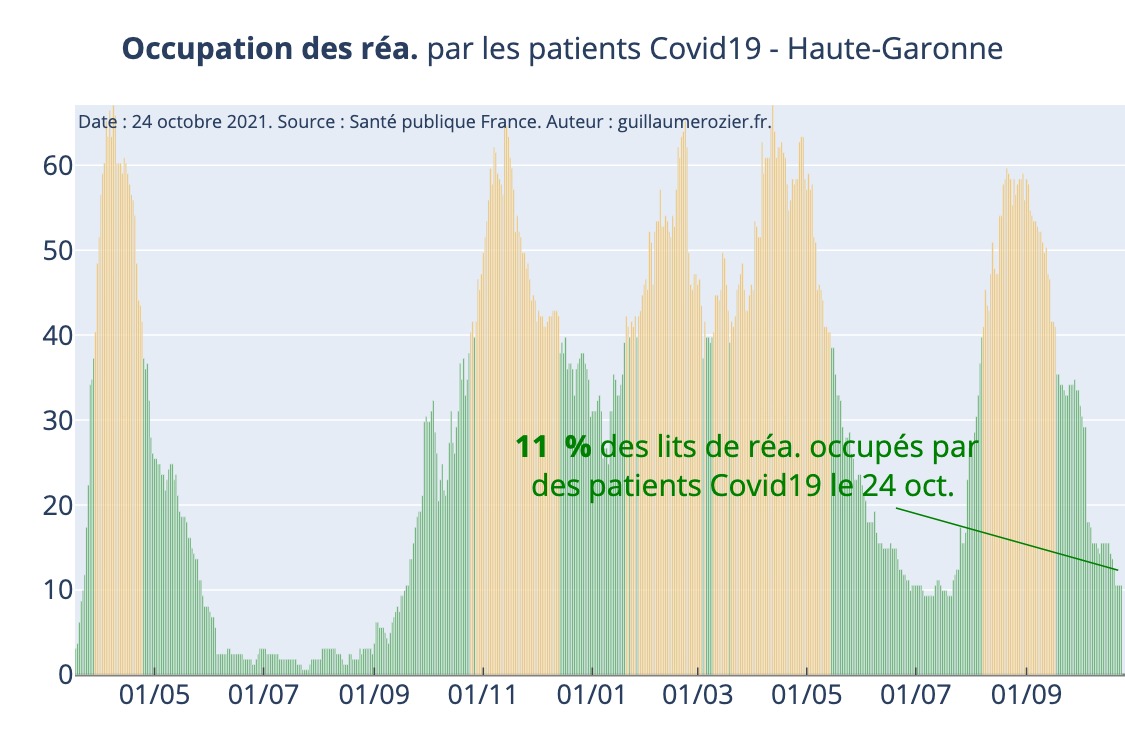 Occupation des réa. par les patients Covid19 - Haute-Garonne
Date : 24 octobre 2021. Source : Santé publique France. Auteur : guillaumerozier.fr.
60
50
40
30
11 % des lits de réa. occupés par
des patients Covid19 le 24 oct.
20
10
0
01/05 01/07 01/09 01/11 01/01 01/03 01/05 01/07 01/09